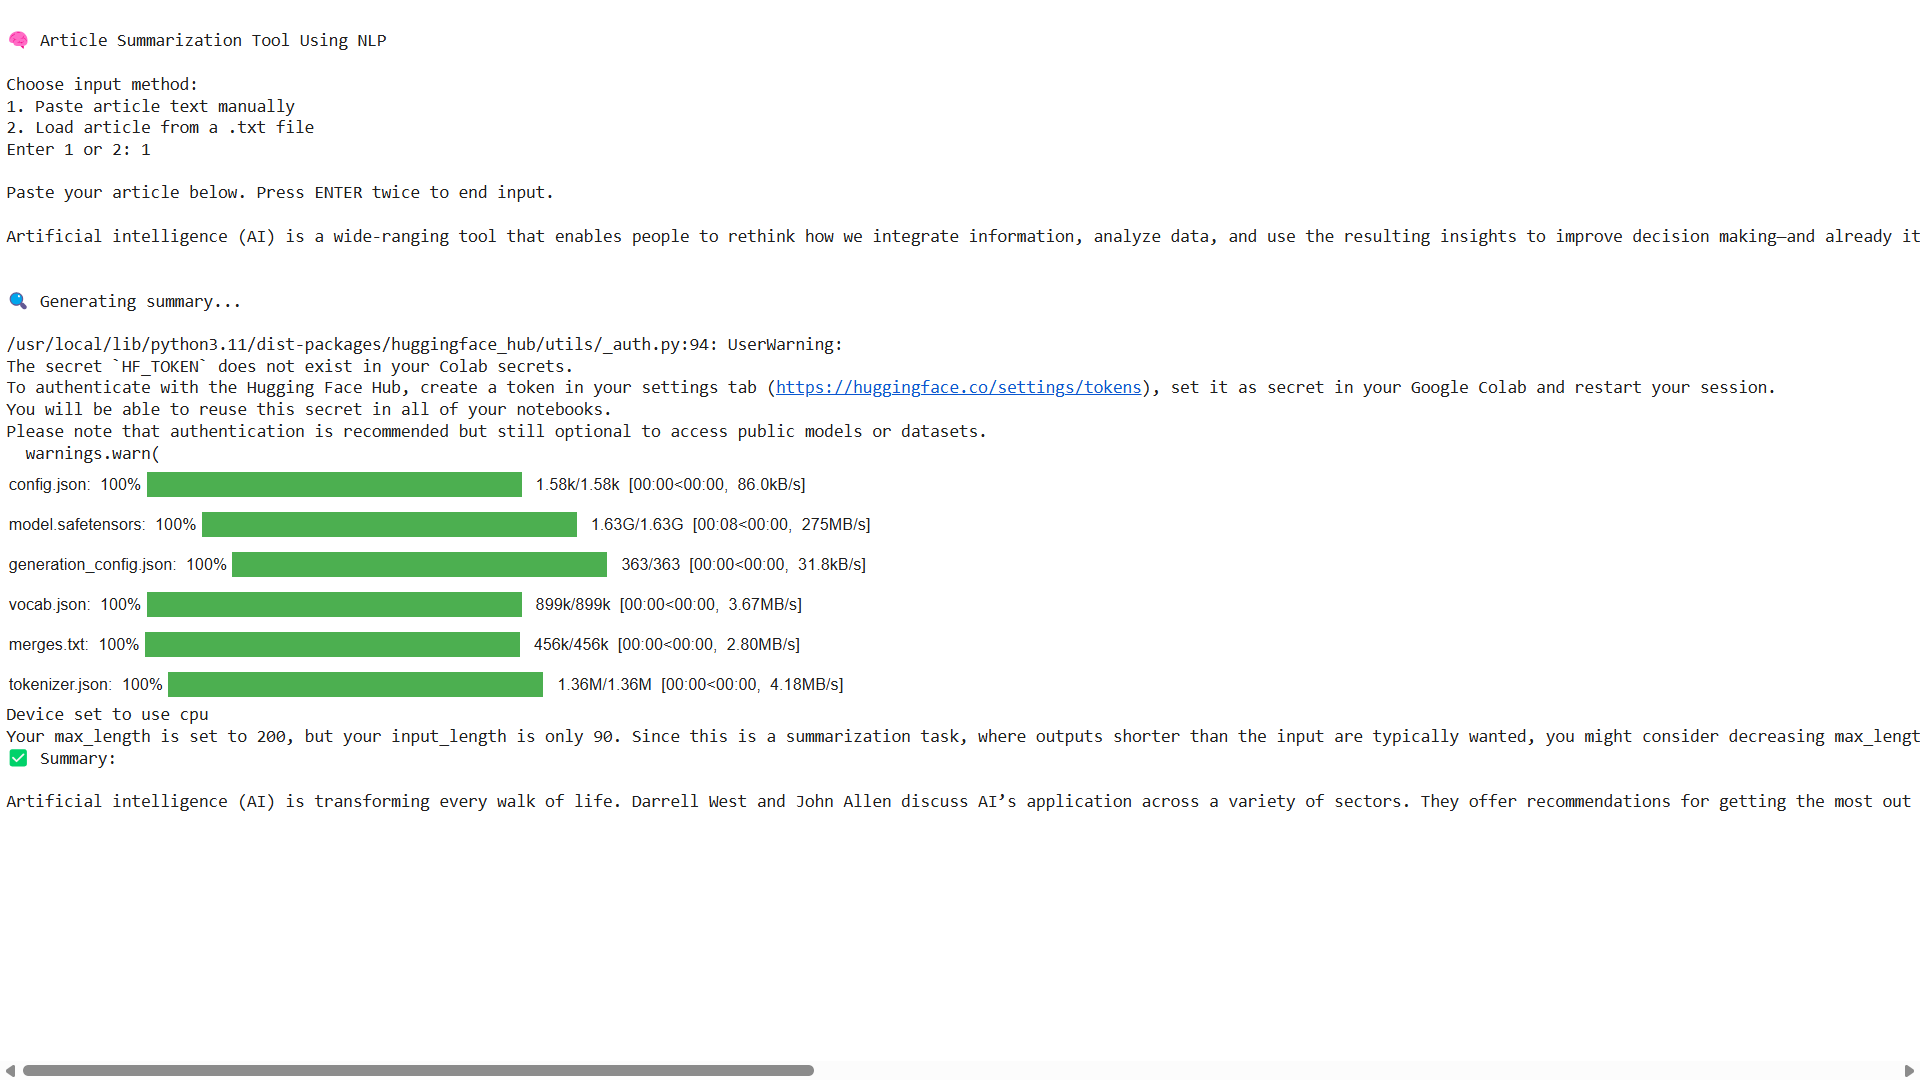 🧠 Article Summarization Tool Using NLP
Choose input method:
1. Paste article text manually
2. Load article from a .txt file
Enter 1 or 2: 1
Paste your article below. Press ENTER twice to end input.
Artificial intelligence (AI) is a wide-ranging tool that enables people to rethink how we integrate information, analyze data, and use the resulting insights to improve decision making—and already it
🔍 Generating summary...
/usr/local/lib/python3.11/dist-packages/huggingface_hub/utils/_auth.py:94: UserWarning:
The secret `HF_TOKEN` does not exist in your Colab secrets.
To authenticate with the Hugging Face Hub, create a token in your settings tab (https://huggingface.co/settings/tokens), set it as secret in your Google Colab and restart your session.
You will be able to reuse this secret in all of your notebooks.
Please note that authentication is recommended but still optional to access public models or datasets.
  warnings.warn(
config.json: 100% 1.58k/1.58k [00:00<00:00, 86.0kB/s]
model.safetensors: 100% 1.63G/1.63G [00:08<00:00, 275MB/s]
generation_config.json: 100% 363/363 [00:00<00:00, 31.8kB/s]
vocab.json: 100% 899k/899k [00:00<00:00, 3.67MB/s]
merges.txt: 100% 456k/456k [00:00<00:00, 2.80MB/s]
tokenizer.json: 100% 1.36M/1.36M [00:00<00:00, 4.18MB/s]
Device set to use cpu
Your max_length is set to 200, but your input_length is only 90. Since this is a summarization task, where outputs shorter than the input are typically wanted, you might consider decreasing max_lengt
✅ Summary:
Artificial intelligence (AI) is transforming every walk of life. Darrell West and John Allen discuss AI’s application across a variety of sectors. They offer recommendations for getting the most out